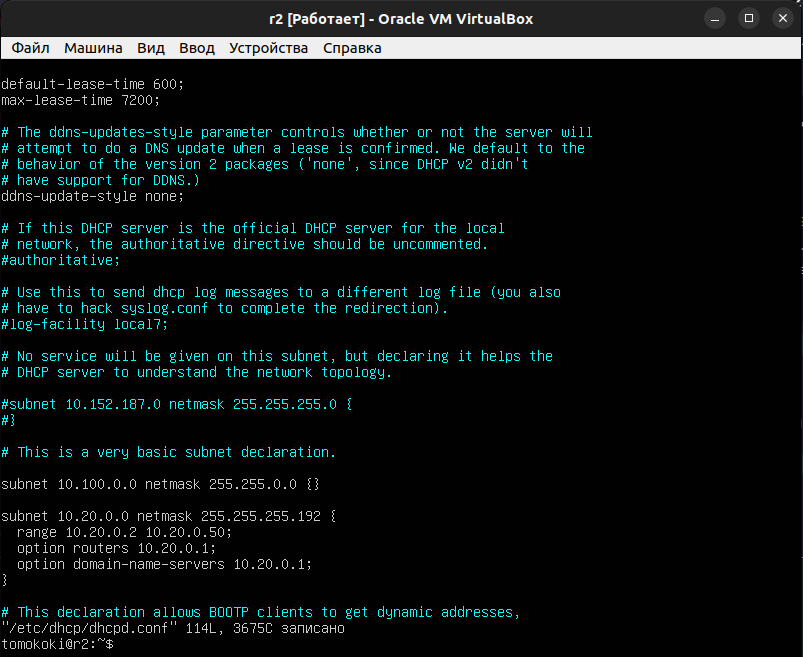 r2 [Работает] - Oracle VM VirtualBox
Файл Машина Вид Ввод Устройства Справка
default-lease-time 600;
max-lease-time 7200;
# The ddns-updates-style parameter controls whether or not the server will
# attempt to do a DNS update when a lease is confirmed. We default to the
# behavior of the version 2 packages ('none', since DHCP v2 didn't
# have support for DDNS.)
ddns-update-style none;
# If this DHCP server is the official DHCP server for the local
# network, the authoritative directive should be uncommented.
#authoritative;
# Use this to send dhcp log messages to a different log file (you also
# have to hack syslog.conf to complete the redirection).
#log-facility local7;
# No service will be given on this subnet, but declaring it helps the
# DHCP server to understand the network topology.
#subnet 10.152.187.0 netmask 255.255.255.0 {
#}
# This is a very basic subnet declaration.
subnet 10.100.0.0 netmask 255.255.0.0 {}
subnet 10.20.0.0 netmask 255.255.255.192 {
  range 10.20.0.2 10.20.0.50;
  option routers 10.20.0.1;
  option domain-name-servers 10.20.0.1;
}
# This declaration allows BOOTP clients to get dynamic addresses,
"/etc/dhcp/dhcpd.conf" 114L, 3675C записано
tomokoki@r2:~$